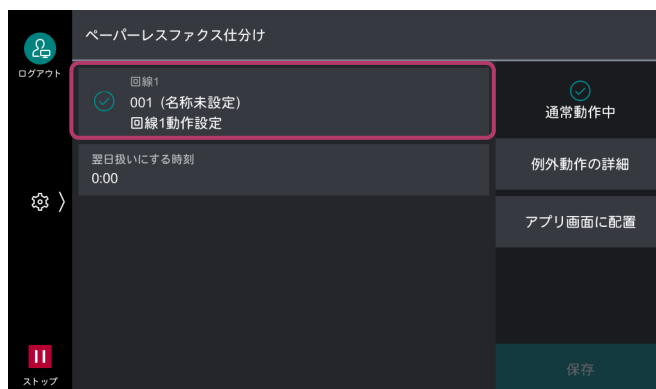 ペーパーレスファクス仕分け
ログアウト
回線1
001 (名称未設定)
回線1動作設定
通常動作中
翌日扱いにする時刻
0:00
例外動作の詳細
アプリ画面に配置
ストップ
保存